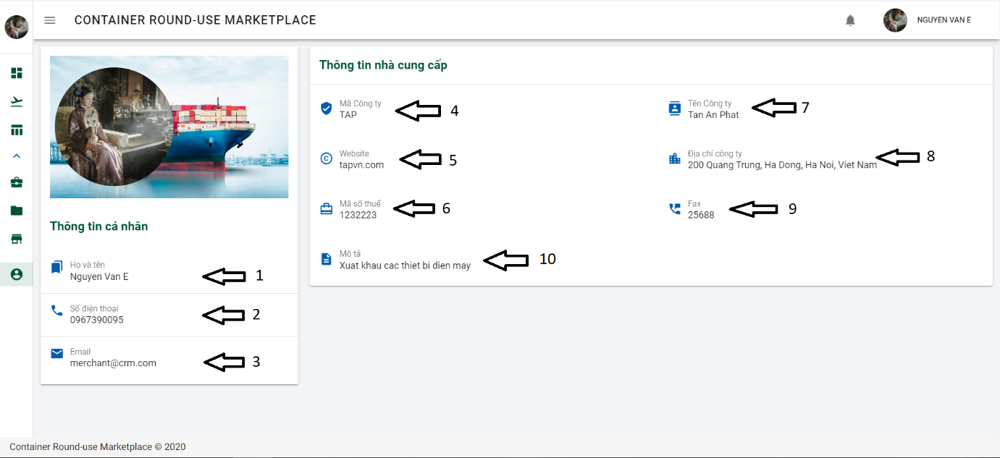 CONTAINER ROUND-USE MARKETPLACE
NGUYEN VAN E
Thông tin cá nhân
Họ và tên
Nguyen Van E
1
Số điện thoại
0967390095
2
Email
merchant@crm.com
3
Thông tin nhà cung cấp
Mã Công ty
TAP
4
Tên Công ty
Tan An Phat
7
Website
tapvn.com
5
Địa chỉ công ty
200 Quang Trung, Ha Dong, Ha Noi, Viet Nam
8
Mã số thuế
1232223
6
Fax
25688
9
Mô tả
Xuat khau cac thiet bi dien may
10
Container Round-use Marketplace © 2020